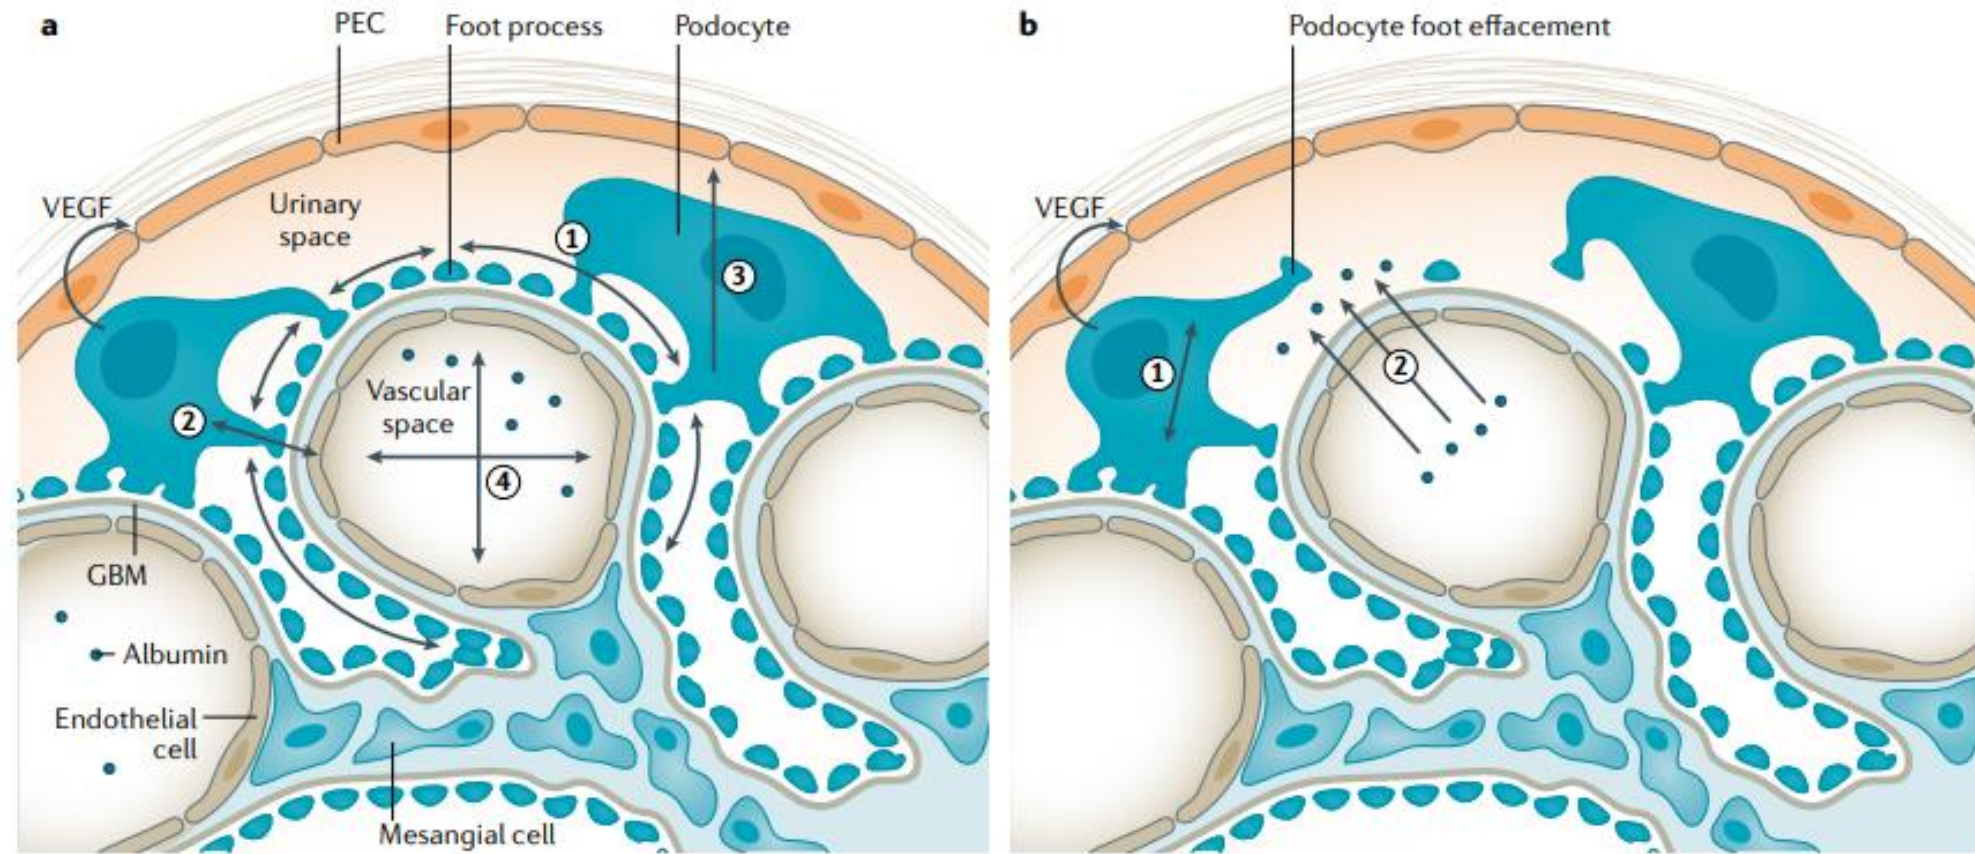 a
PEC
Foot process
Podocyte
VEGF
Urinary
space
1
3
2
Vascular
space
4
GBM
Albumin
Endothelial
cell
Mesangial cell
b
Podocyte foot effacement
VEGF
1
2